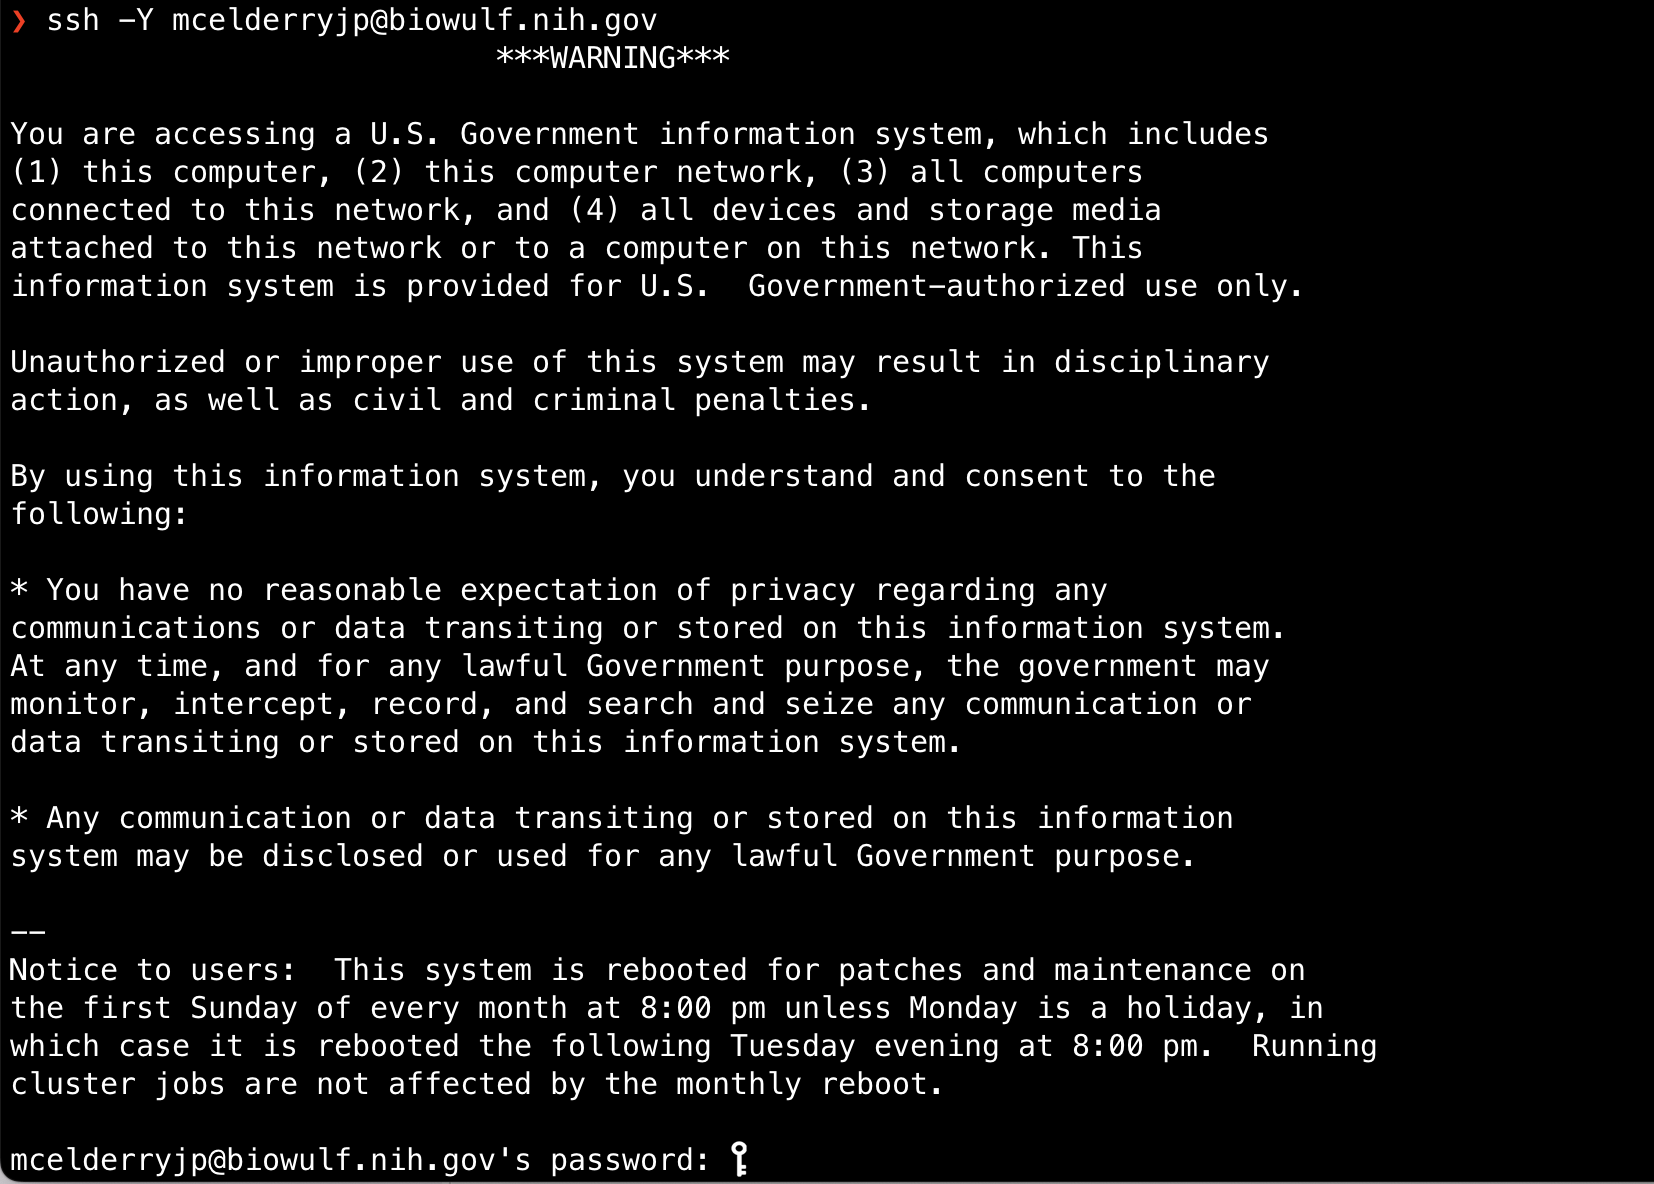 ❯ ssh -Y mcelderryjp@biowulf.nih.gov
***WARNING***
You are accessing a U.S. Government information system, which includes
(1) this computer, (2) this computer network, (3) all computers
connected to this network, and (4) all devices and storage media
attached to this network or to a computer on this network. This
information system is provided for U.S.  Government-authorized use only.
Unauthorized or improper use of this system may result in disciplinary
action, as well as civil and criminal penalties.
By using this information system, you understand and consent to the
following:
* You have no reasonable expectation of privacy regarding any
communications or data transiting or stored on this information system.
At any time, and for any lawful Government purpose, the government may
monitor, intercept, record, and search and seize any communication or
data transiting or stored on this information system.
* Any communication or data transiting or stored on this information
system may be disclosed or used for any lawful Government purpose.
--
Notice to users:  This system is rebooted for patches and maintenance on
the first Sunday of every month at 8:00 pm unless Monday is a holiday, in
which case it is rebooted the following Tuesday evening at 8:00 pm.  Running
cluster jobs are not affected by the monthly reboot.
mcelderryjp@biowulf.nih.gov's password: